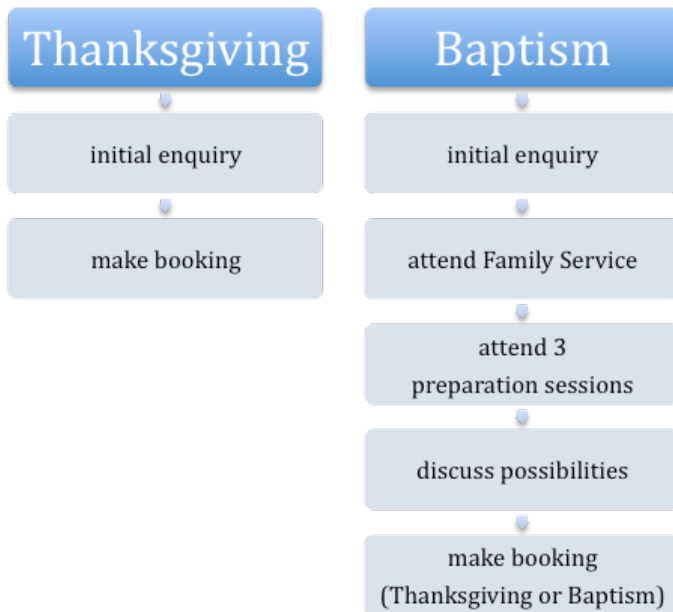 Thanksgiving
initial enquiry
make booking
Baptism
initial enquiry
attend Family Service
attend 3
preparation sessions
discuss possibilities
make booking
(Thanksgiving or Baptism)